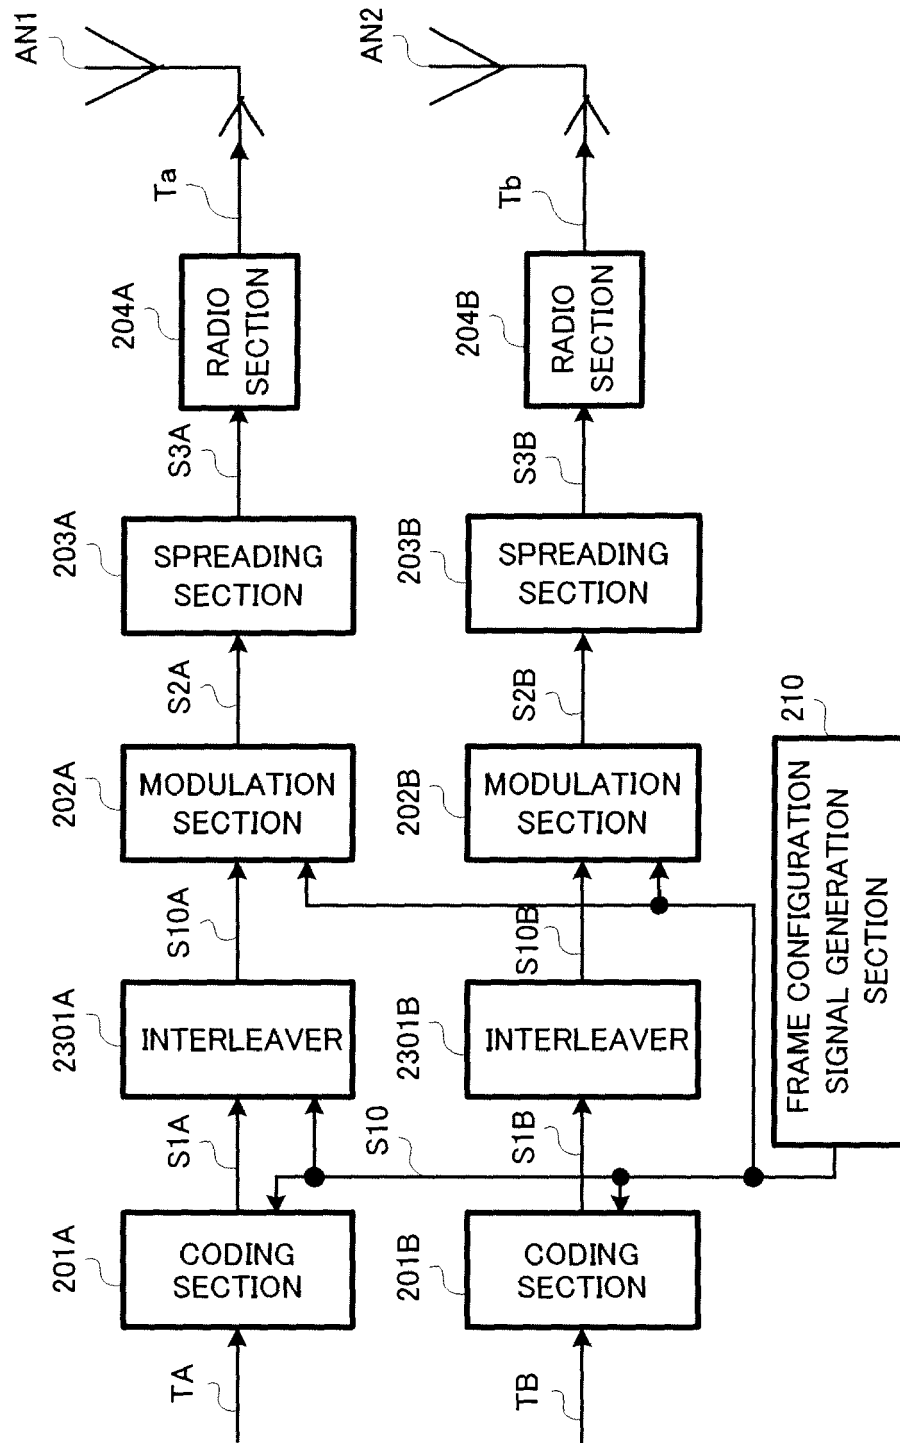 AN1
Ta
204A
RADIO
SECTION
S3A
203A
SPREADING
SECTION
S2A
202A
MODULATION
SECTION
S10A
2301A
INTERLEAVER
S1A
201A
CODING
SECTION
TA
AN2
Tb
204B
RADIO
SECTION
S3B
203B
SPREADING
SECTION
S2B
202B
MODULATION
SECTION
S10B
2301B
INTERLEAVER
S1B
S10
201B
CODING
SECTION
TB
210
FRAME CONFIGURATION
SIGNAL GENERATION
SECTION